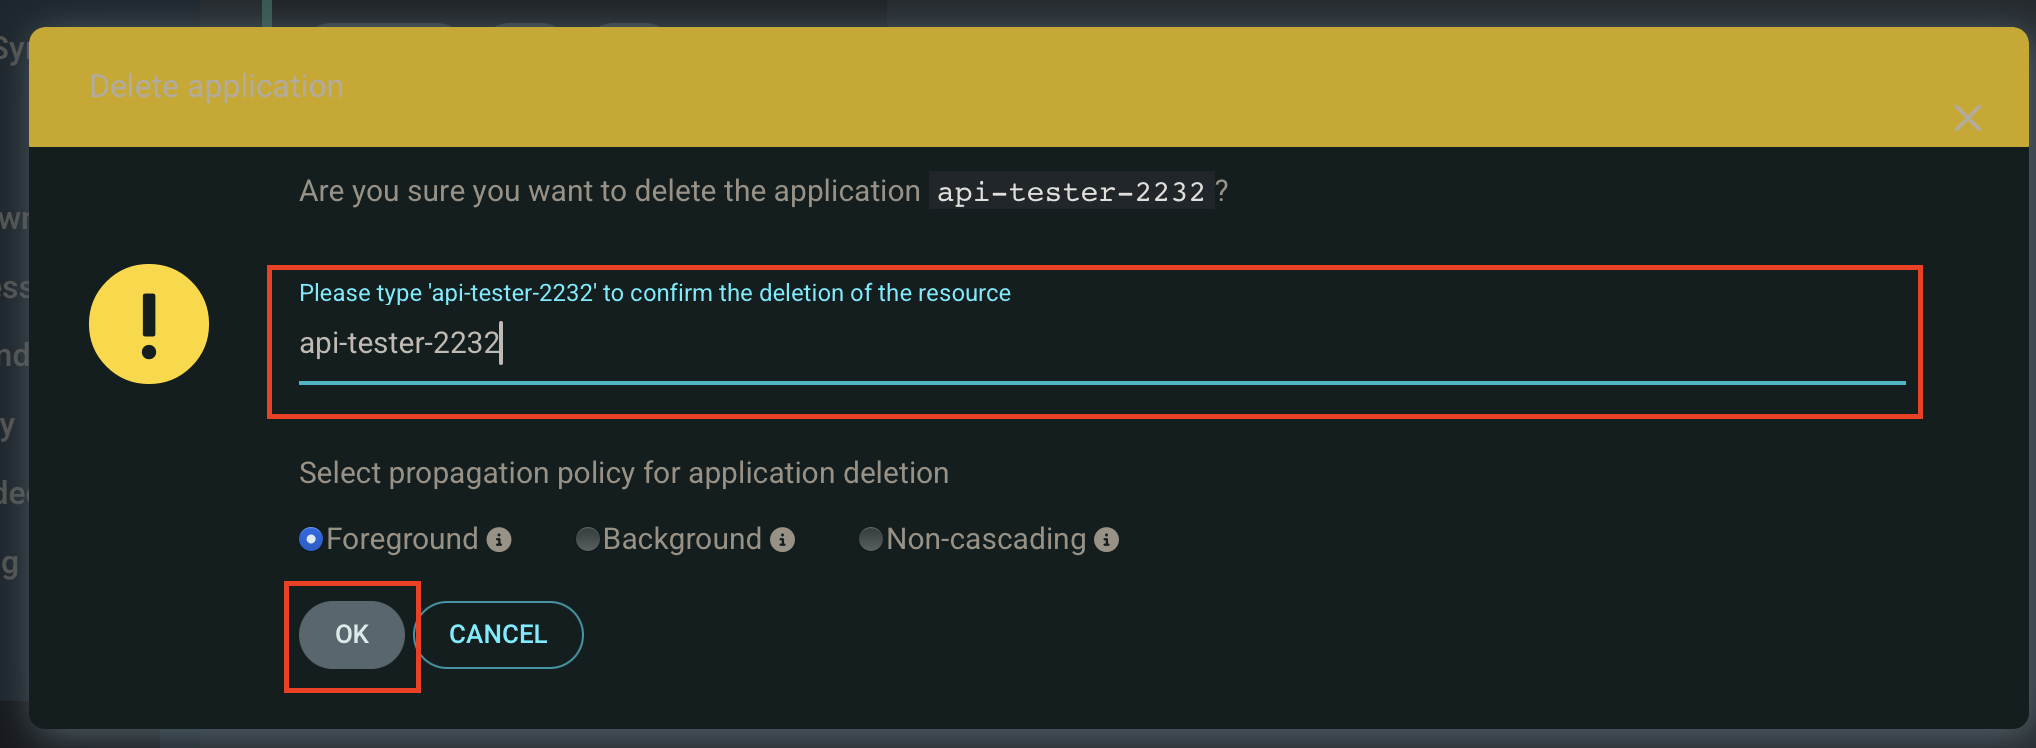 Delete application
Are you sure you want to delete the application api-tester-2232?
Please type 'api-tester-2232' to confirm the deletion of the resource
api-tester-2232
Select propagation policy for application deletion
Foreground Background Non-cascading
OK CANCEL